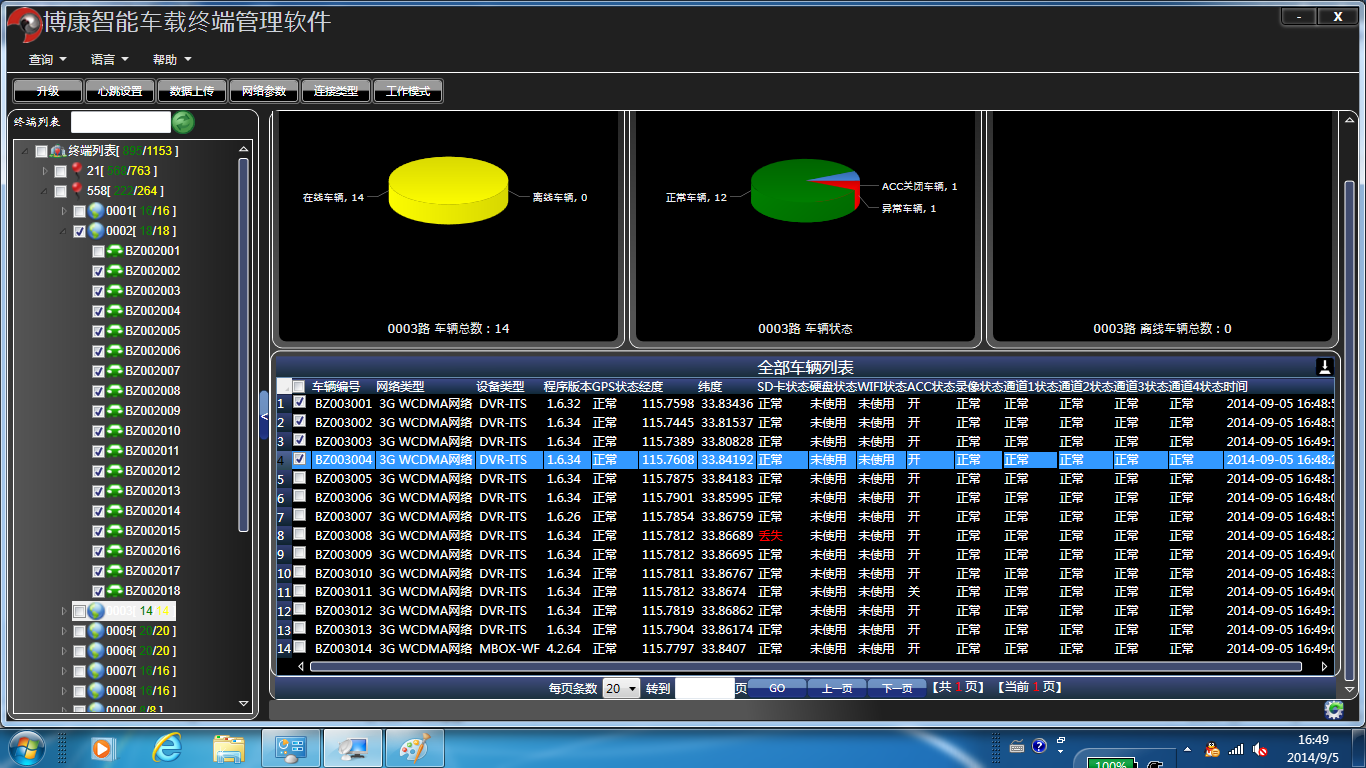 博康智能车载终端管理软件
- X
查询 语言 帮助
升级 心跳设置 数据上传 网络参数 连接类型 工作模式
终端列表
终端列表[ 895/1153 ]
21[ 568/763 ]
558[ 222/264 ]
0001[ 16/16 ]
0002[ 18/18 ]
BZ002001
BZ002002
BZ002003
BZ002004
BZ002005
BZ002006
BZ002007
BZ002008
BZ002009
BZ002010
BZ002011
BZ002012
BZ002013
BZ002014
BZ002015
BZ002016
BZ002017
BZ002018
0003[ 14/14 ]
0005[ 20/20 ]
0006[ 20/20 ]
0007[ 16/16 ]
0008[ 16/16 ]
0009[ 8/8 ]
<
在线车辆, 14 离线车辆, 0
0003路 车辆总数 : 14
正常车辆, 12 ACC关闭车辆, 1
异常车辆, 1
0003路 车辆状态
0003路 离线车辆总数 : 0
全部车辆列表
车辆编号 网络类型 设备类型 程序版本 GPS状态 经度 纬度 SD卡状态 硬盘状态 WIFI状态 ACC状态 录像状态 通道1状态 通道2状态 通道3状态 通道4状态 时间
1 BZ003001 3G WCDMA网络 DVR-ITS 1.6.32 正常 115.7598 33.83436 正常 未使用 未使用 开 正常 正常 正常 正常 正常 2014-09-05 16:48:5
2 BZ003002 3G WCDMA网络 DVR-ITS 1.6.34 正常 115.7445 33.81537 正常 未使用 未使用 开 正常 正常 正常 正常 正常 2014-09-05 16:48:5
3 BZ003003 3G WCDMA网络 DVR-ITS 1.6.34 正常 115.7389 33.80828 正常 未使用 未使用 开 正常 正常 正常 正常 正常 2014-09-05 16:49:1
4 BZ003004 3G WCDMA网络 DVR-ITS 1.6.34 正常 115.7608 33.84192 正常 未使用 未使用 开 正常 正常 正常 正常 正常 2014-09-05 16:48:2
5 BZ003005 3G WCDMA网络 DVR-ITS 1.6.34 正常 115.7875 33.84183 正常 未使用 未使用 开 正常 正常 正常 正常 正常 2014-09-05 16:48:1
6 BZ003006 3G WCDMA网络 DVR-ITS 1.6.34 正常 115.7901 33.85995 正常 未使用 未使用 开 正常 正常 正常 正常 正常 2014-09-05 16:48:0
7 BZ003007 3G WCDMA网络 DVR-ITS 1.6.26 正常 115.7854 33.86759 正常 未使用 未使用 开 正常 正常 正常 正常 正常 2014-09-05 16:48:5
8 BZ003008 3G WCDMA网络 DVR-ITS 1.6.34 正常 115.7812 33.86689 丢失 未使用 未使用 开 正常 正常 正常 正常 正常 2014-09-05 16:48:2
9 BZ003009 3G WCDMA网络 DVR-ITS 1.6.34 正常 115.7812 33.86695 正常 未使用 未使用 开 正常 正常 正常 正常 正常 2014-09-05 16:49:0
10 BZ003010 3G WCDMA网络 DVR-ITS 1.6.34 正常 115.7811 33.86767 正常 未使用 未使用 开 正常 正常 正常 正常 正常 2014-09-05 16:48:3
11 BZ003011 3G WCDMA网络 DVR-ITS 1.6.34 正常 115.7812 33.8674 正常 未使用 未使用 关 正常 正常 正常 正常 正常 2014-09-05 16:49:0
12 BZ003012 3G WCDMA网络 DVR-ITS 1.6.34 正常 115.7819 33.86862 正常 未使用 未使用 开 正常 正常 正常 正常 正常 2014-09-05 16:49:1
13 BZ003013 3G WCDMA网络 DVR-ITS 1.6.34 正常 115.7904 33.86174 正常 未使用 未使用 开 正常 正常 正常 正常 正常 2014-09-05 16:49:0
14 BZ003014 3G WCDMA网络 MBOX-WF 4.2.64 正常 115.7797 33.8407 正常 未使用 未使用 开 正常 正常 正常 正常 正常 2014-09-05 16:49:0
每页条数 20 转到 页 GO 上一页 下一页 【共 1 页】 【当前 1 页】
100%
16:49
2014/9/5